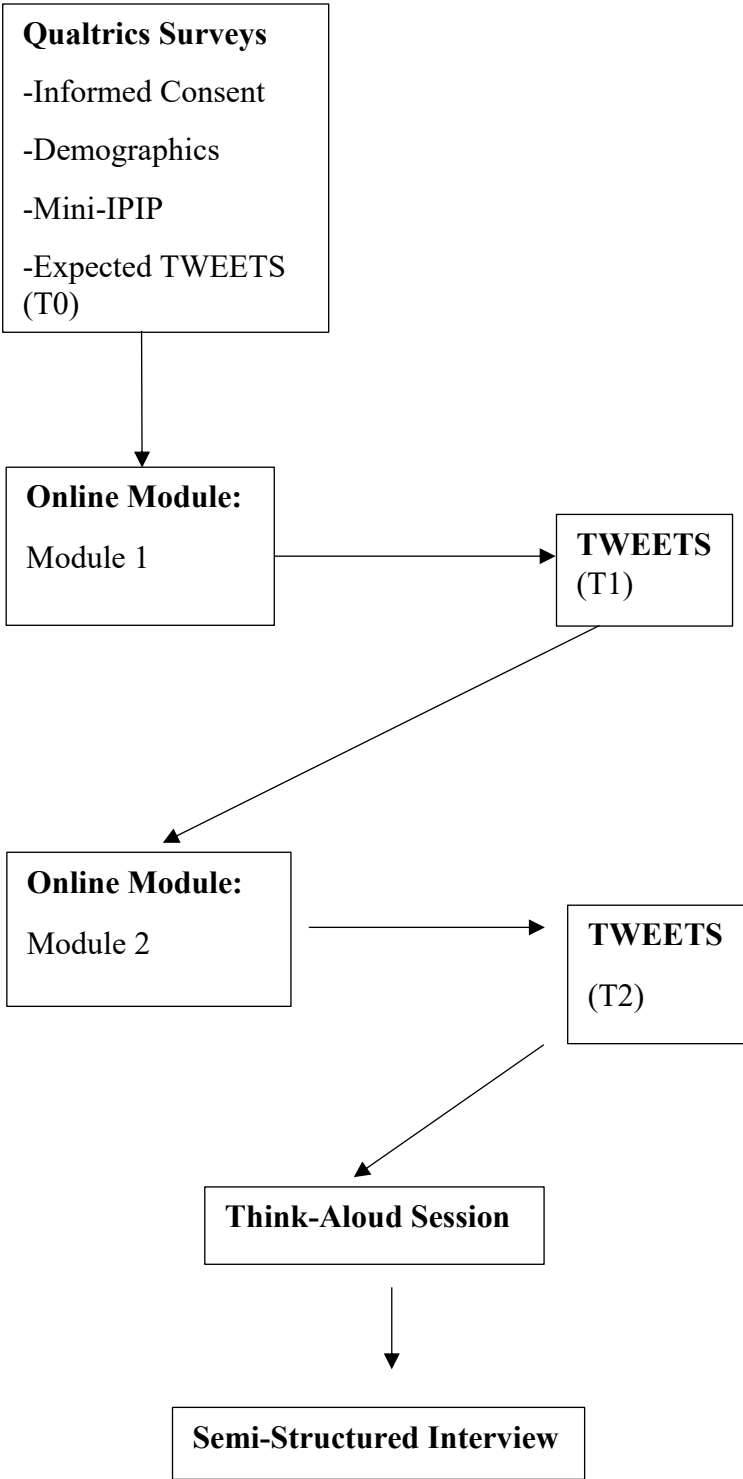 Qualtrics Surveys
-Informed Consent
-Demographics
-Mini-IPIP
-Expected TWEETS
(T0)
Online Module:
Module 1
TWEETS
(T1)
Online Module:
Module 2
TWEETS
(T2)
Think-Aloud Session
Semi-Structured Interview